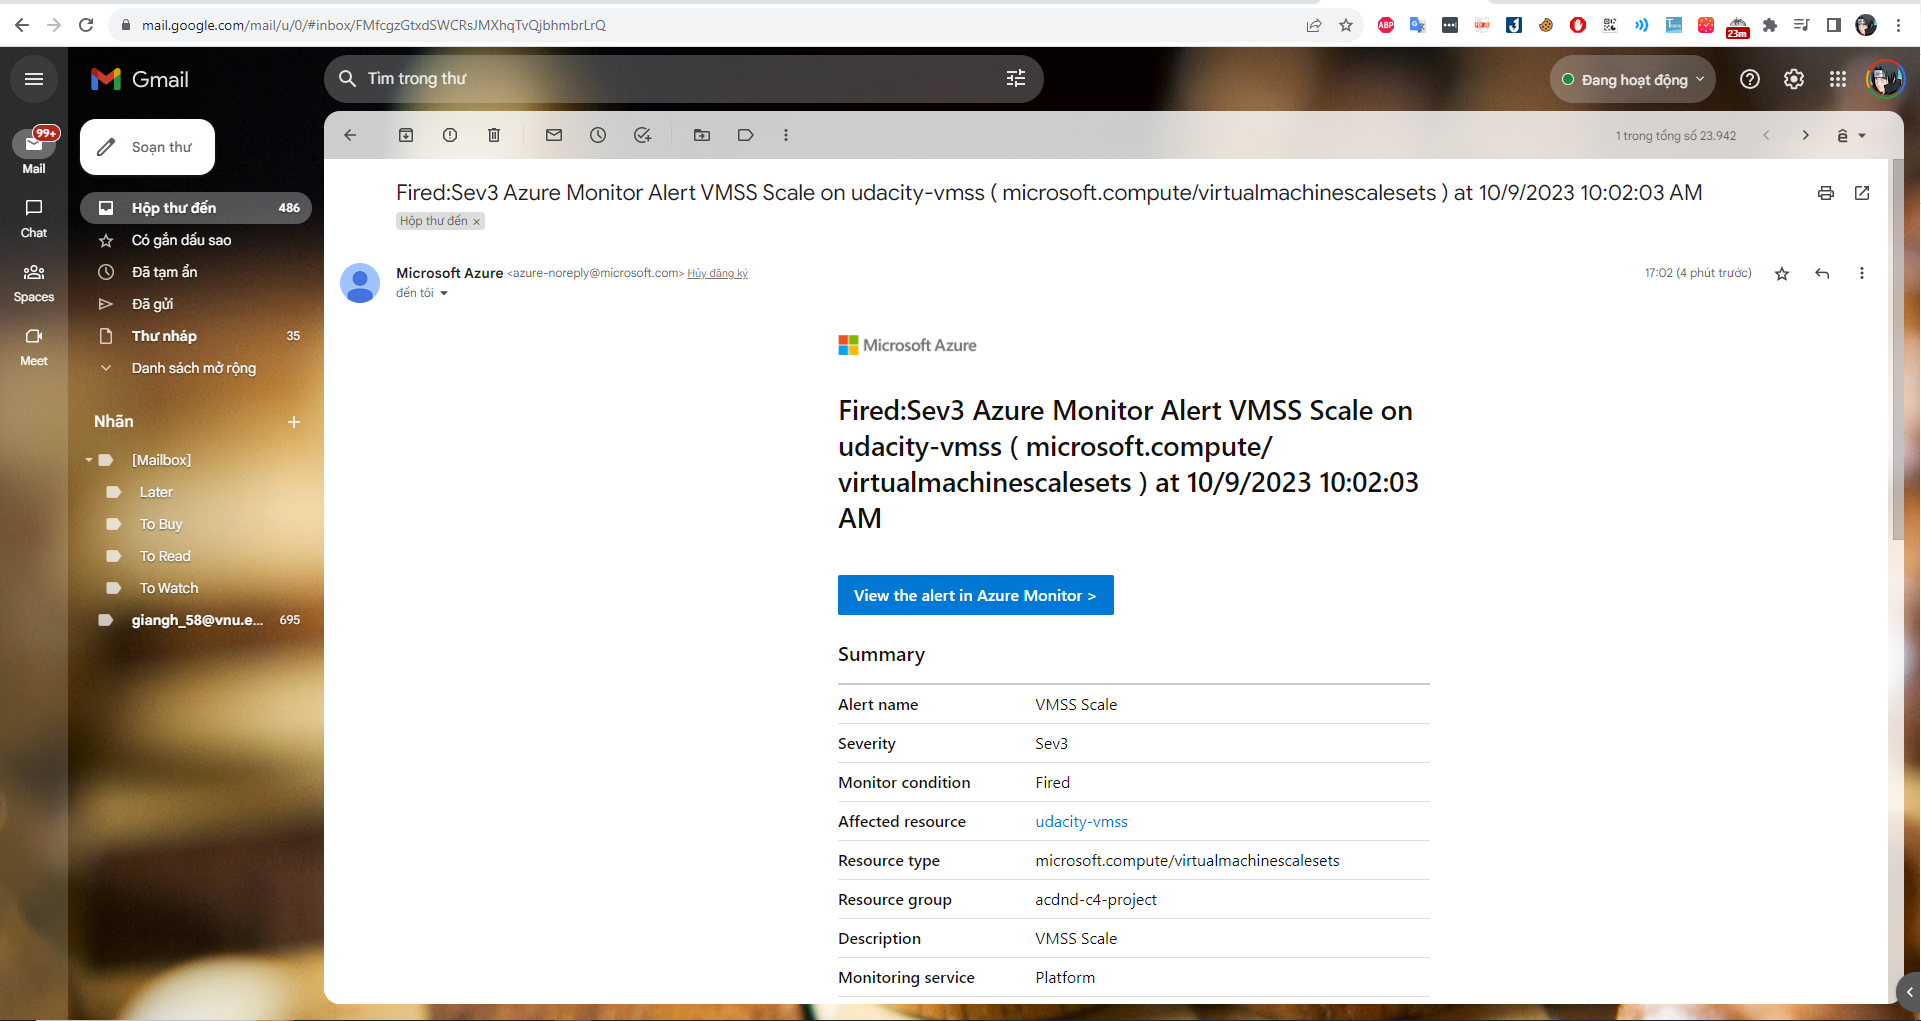 mail.google.com/mail/u/0/#inbox/FMfcgzGtxdSWCRsJMXhqTvQjbhmbrLrQ
ABP
23m
Gmail
Tìm trong thư
Đang hoạt động
99+
Mail
Chat
Spaces
Meet
Soạn thư
Hộp thư đến 486
Có gắn dấu sao
Đã tạm ẩn
Đã gửi
Thư nháp 35
Danh sách mở rộng
Nhãn
[Mailbox]
Later
To Buy
To Read
To Watch
giangh_58@vnu.e... 695
1 trong tổng số 23.942
ê
Fired:Sev3 Azure Monitor Alert VMSS Scale on udacity-vmss ( microsoft.compute/virtualmachinescalesets ) at 10/9/2023 10:02:03 AM
Hộp thư đến ×
Microsoft Azure <azure-noreply@microsoft.com> Hủy đăng ký
17:02 (4 phút trước)
đến tôi
Microsoft Azure
Fired:Sev3 Azure Monitor Alert VMSS Scale on
udacity-vmss ( microsoft.compute/
virtualmachinescalesets ) at 10/9/2023 10:02:03
AM
View the alert in Azure Monitor >
Summary
Alert name VMSS Scale
Severity Sev3
Monitor condition Fired
Affected resource udacity-vmss
Resource type microsoft.compute/virtualmachinescalesets
Resource group acdnd-c4-project
Description VMSS Scale
Monitoring service Platform